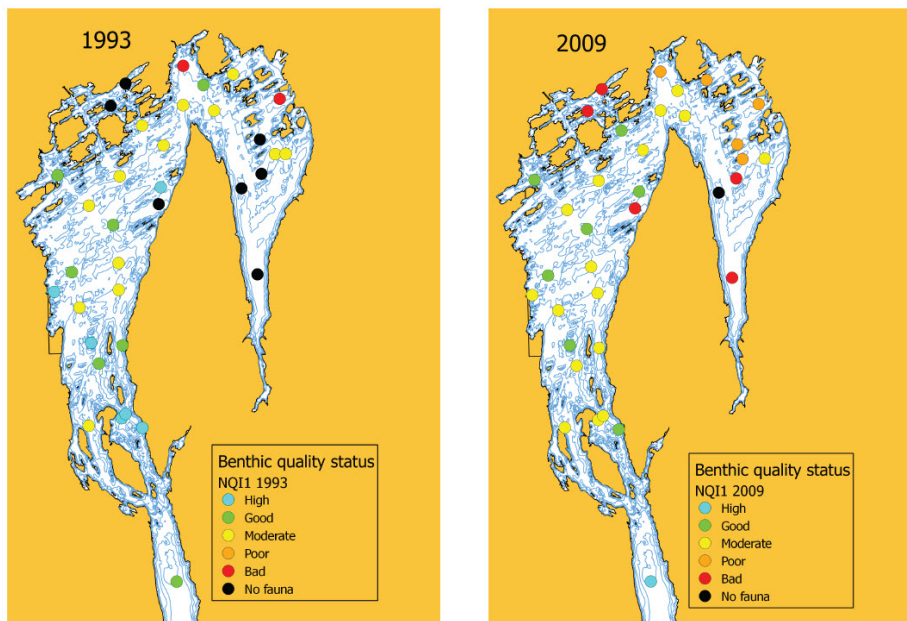 1993
Benthic quality status
NQI1 1993
High
Good
Moderate
Poor
Bad
No fauna
2009
Benthic quality status
NQI1 2009
High
Good
Moderate
Poor
Bad
No fauna